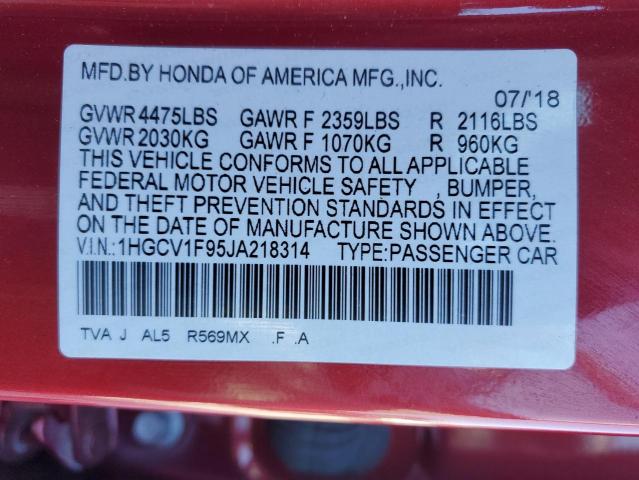 MFD.BY HONDA OF AMERICA MFG.,INC.
07/'18
GVWR 4475LBS GAWR F 2359LBS R 2116LBS
GVWR 2030KG GAWR F 1070KG R 960KG
THIS VEHICLE CONFORMS TO ALL APPLICABLE
FEDERAL MOTOR VEHICLE SAFETY , BUMPER,
AND THEFT PREVENTION STANDARDS IN EFFECT
ON THE DATE OF MANUFACTURE SHOWN ABOVE.
V.I.N.:1HGCV1F95JA218314 TYPE:PASSENGER CAR
TVA J AL5 R569MX .F .A